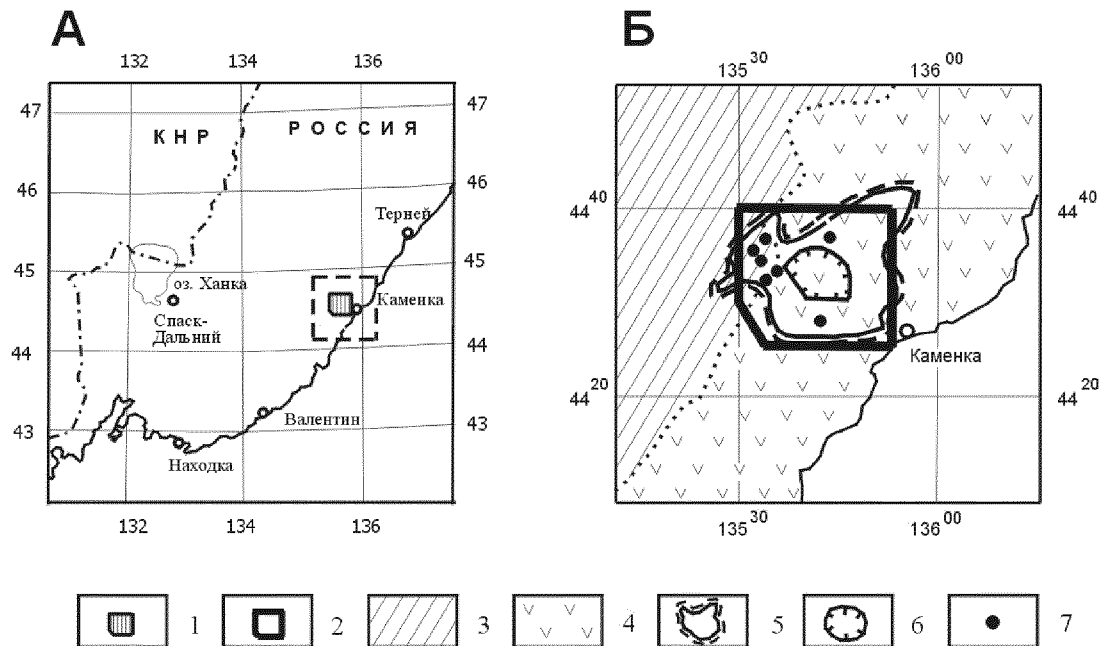 А
Б
132 134 136
135 30 136 00
47 47
КНР РОССИЯ
46 46
Терней
44 40 44 40
45 45
оз. Ханка
Каменка
Спаск-
Дальний
Каменка
44 44
44 20 44 20
Валентин
43 43
Находка
132 134 136
135 30 136 00
1 2 3 4 5 6 7